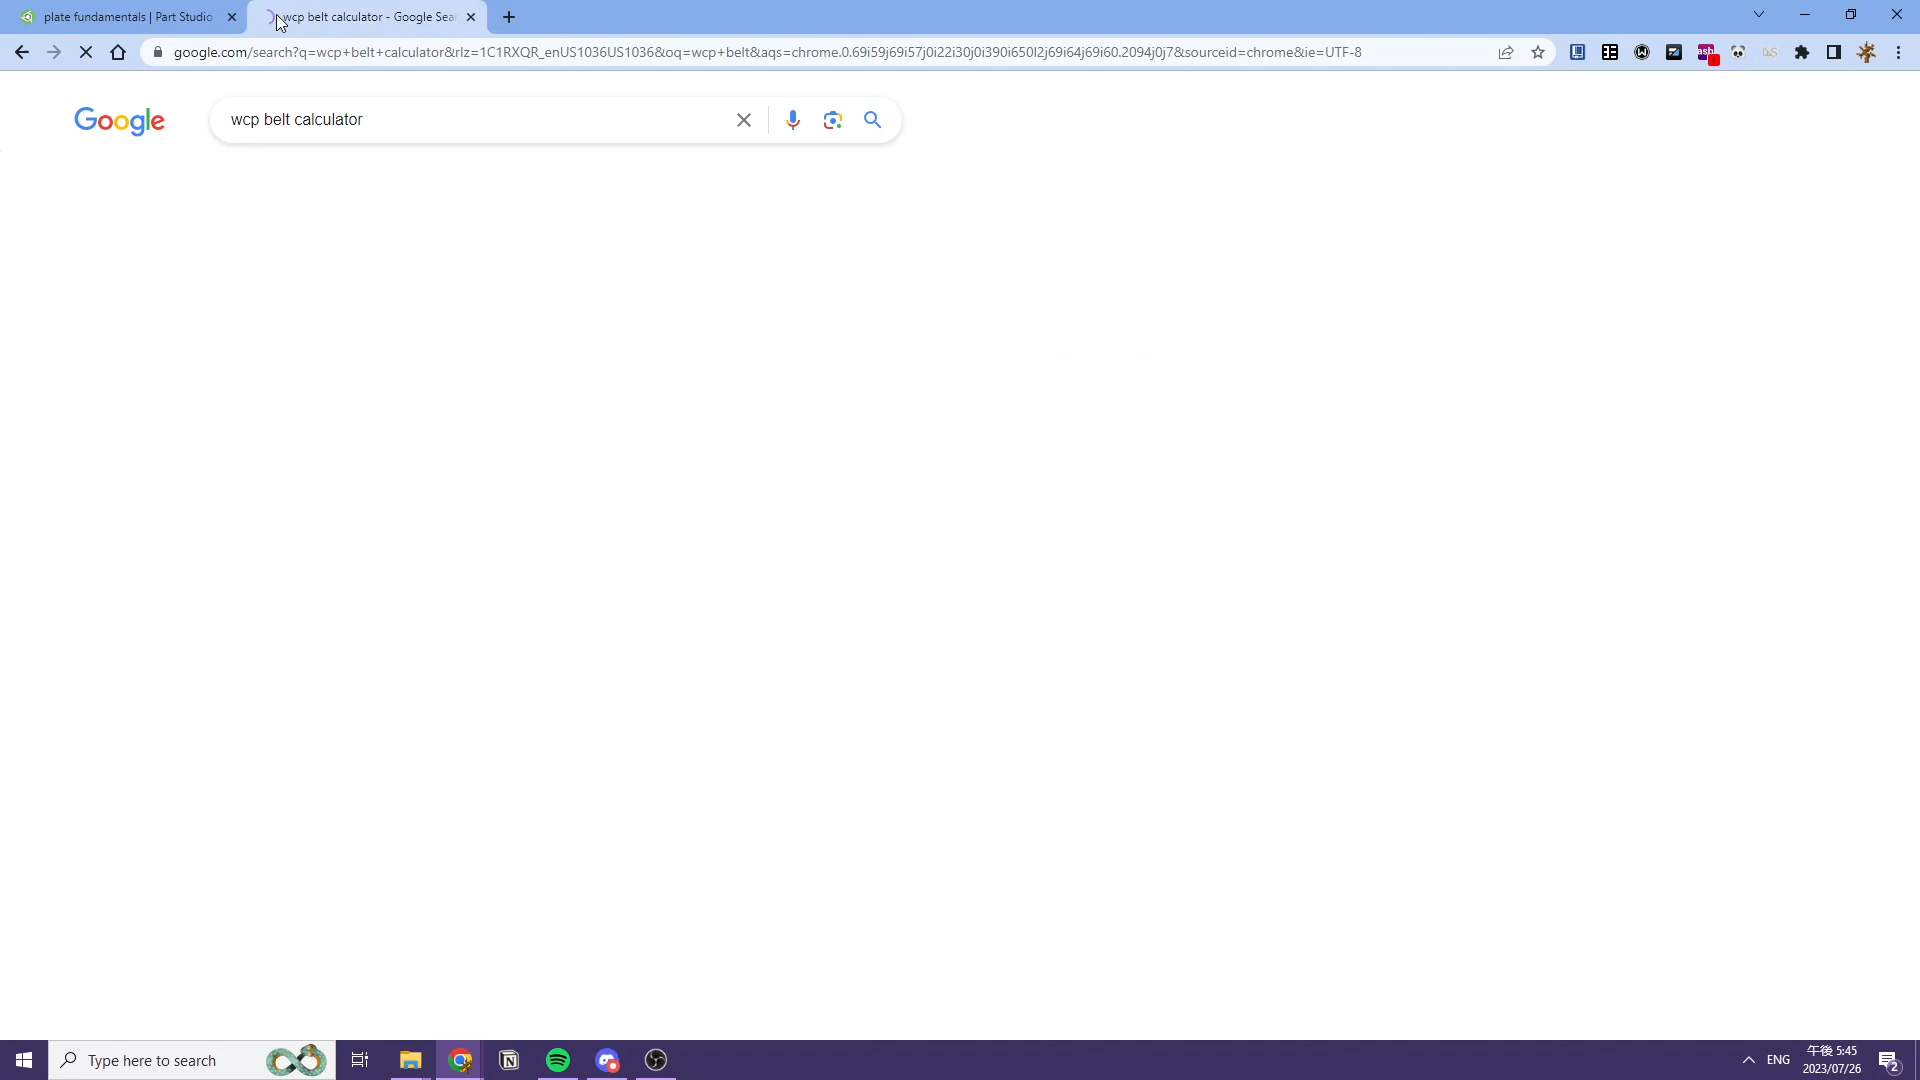 plate fundamentals | Part Studio
wcp belt calculator - Google Sear
google.com/search?q=wcp+belt+calculator&rlz=1C1RXQR_enUS1036US1036&oq=wcp+belt&aqs=chrome.0.69i59j69i57j0i22i30j0i390i650l2j69i64j69i60.2094j0j7&sourceid=chrome&ie=UTF-8
Google
wcp belt calculator
Type here to search
ENG
午後 5:45
2023/07/26
2